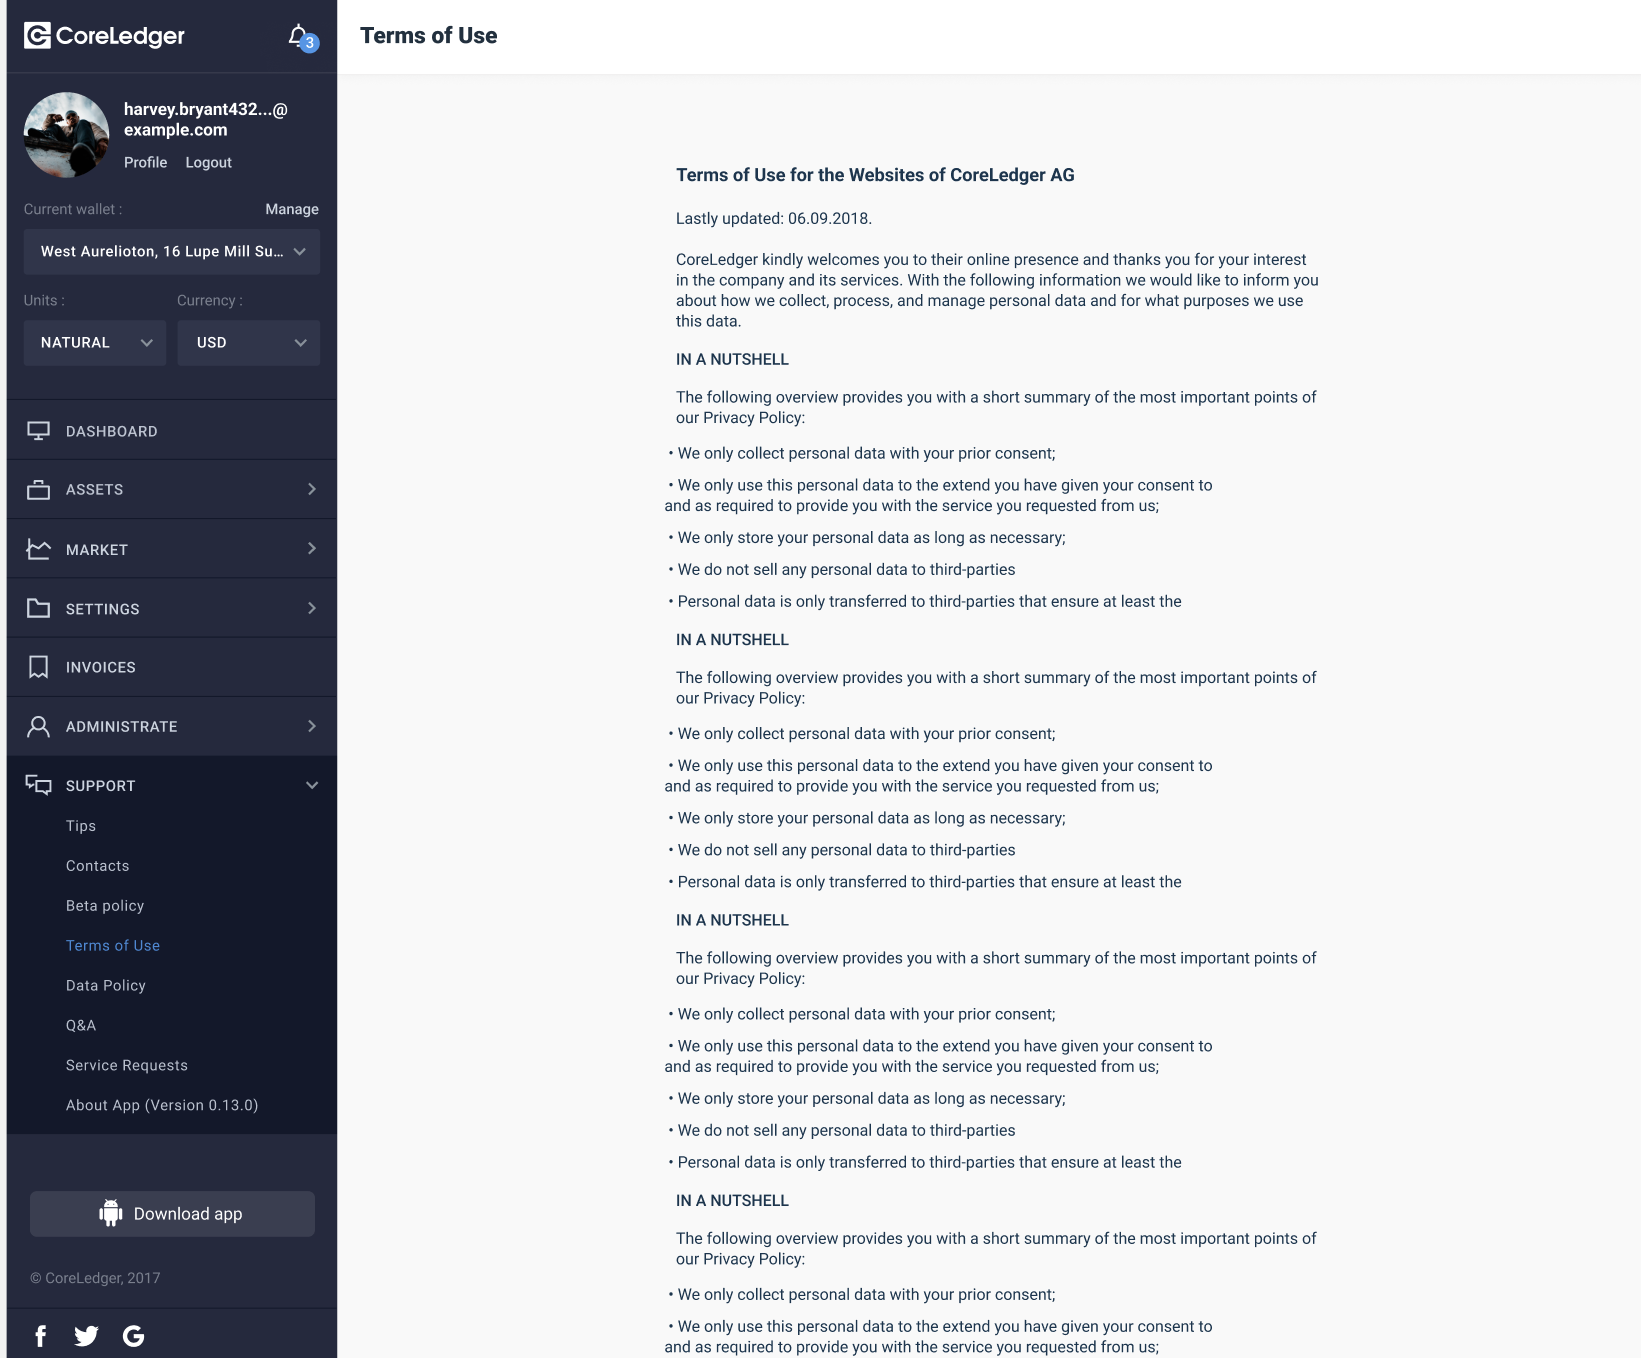 CoreLedger
3
harvey.bryant432...@
example.com
Profile Logout
Current wallet : Manage
West Aurelioton, 16 Lupe Mill Su...
Units : Currency :
NATURAL USD
DASHBOARD
ASSETS
MARKET
SETTINGS
INVOICES
ADMINISTRATE
SUPPORT
Tips
Contacts
Beta policy
Terms of Use
Data Policy
Q&A
Service Requests
About App (Version 0.13.0)
Download app
© CoreLedger, 2017
Terms of Use
Terms of Use for the Websites of CoreLedger AG
Lastly updated: 06.09.2018.
CoreLedger kindly welcomes you to their online presence and thanks you for your interest
in the company and its services. With the following information we would like to inform you
about how we collect, process, and manage personal data and for what purposes we use
this data.
IN A NUTSHELL
The following overview provides you with a short summary of the most important points of
our Privacy Policy:
• We only collect personal data with your prior consent;
• We only use this personal data to the extend you have given your consent to
and as required to provide you with the service you requested from us;
• We only store your personal data as long as necessary;
• We do not sell any personal data to third-parties
• Personal data is only transferred to third-parties that ensure at least the
IN A NUTSHELL
The following overview provides you with a short summary of the most important points of
our Privacy Policy:
• We only collect personal data with your prior consent;
• We only use this personal data to the extend you have given your consent to
and as required to provide you with the service you requested from us;
• We only store your personal data as long as necessary;
• We do not sell any personal data to third-parties
• Personal data is only transferred to third-parties that ensure at least the
IN A NUTSHELL
The following overview provides you with a short summary of the most important points of
our Privacy Policy:
• We only collect personal data with your prior consent;
• We only use this personal data to the extend you have given your consent to
and as required to provide you with the service you requested from us;
• We only store your personal data as long as necessary;
• We do not sell any personal data to third-parties
• Personal data is only transferred to third-parties that ensure at least the
IN A NUTSHELL
The following overview provides you with a short summary of the most important points of
our Privacy Policy:
• We only collect personal data with your prior consent;
• We only use this personal data to the extend you have given your consent to
and as required to provide you with the service you requested from us;